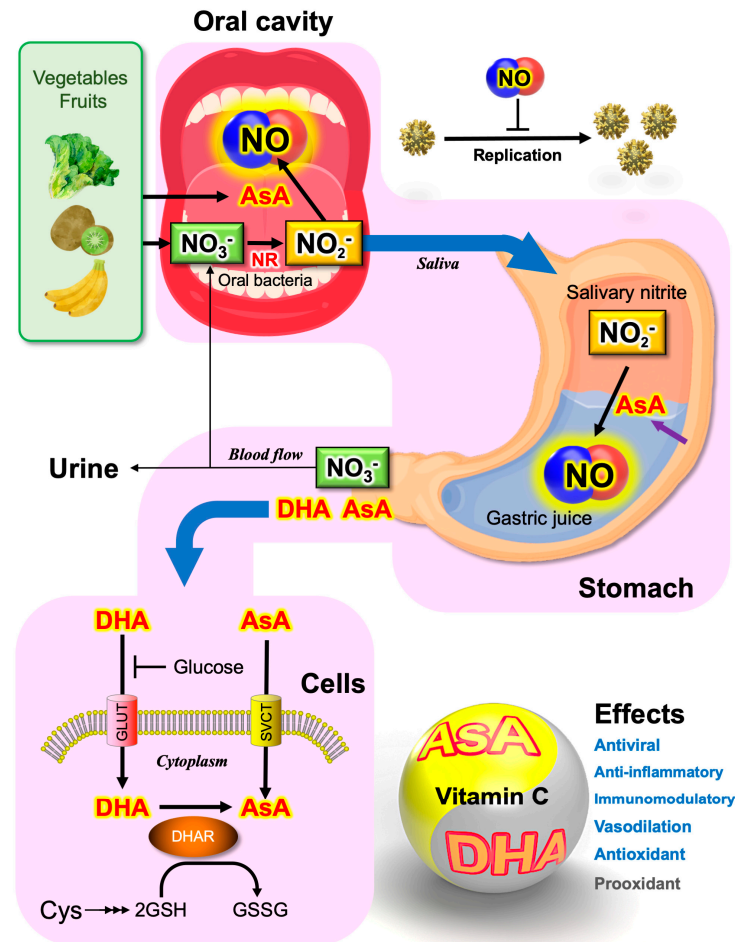 Oral cavity
Vegetables
Fruits
NO
AsA
NO₃⁻
NR
NO₂⁻
Oral bacteria
NO
Replication
Saliva
Salivary nitrite
NO₂⁻
AsA
NO
Gastric juice
Stomach
Urine
Blood flow
NO₃⁻
DHA AsA
DHA
AsA
Glucose
Cells
GLUT
SVCT
Cytoplasm
DHA
AsA
DHAR
Cys
2GSH
GSSG
AsA
Vitamin C
DHA
Effects
Antiviral
Anti-inflammatory
Immunomodulatory
Vasodilation
Antioxidant
Prooxidant